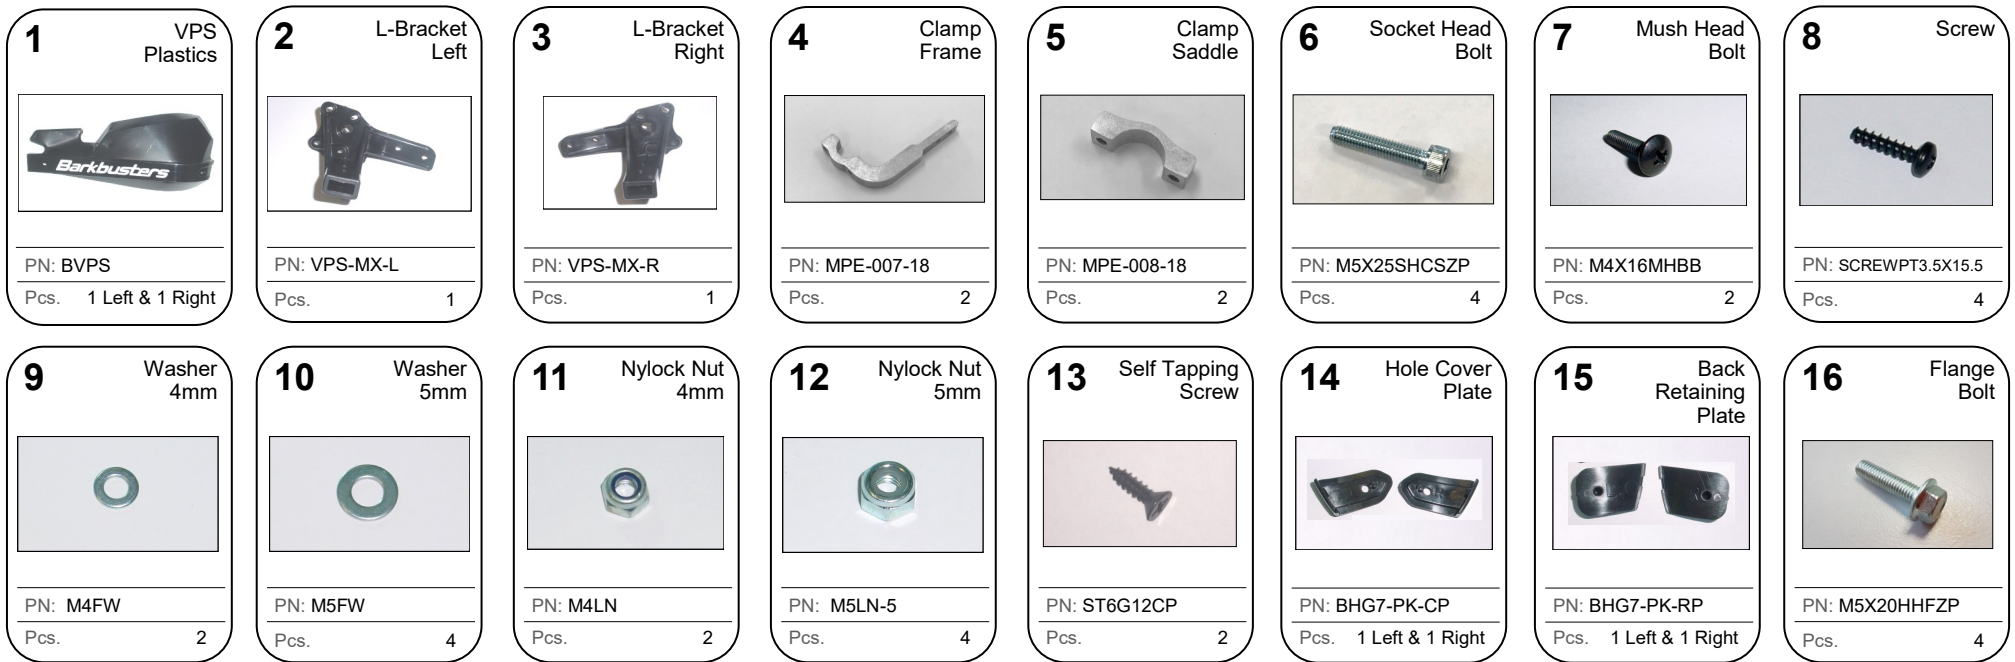 1
VPS
Plastics
Barkbusters
PN: BVPS
Pcs. 1 Left & 1 Right
2
L-Bracket
Left
PN: VPS-MX-L
Pcs. 1
3
L-Bracket
Right
PN: VPS-MX-R
Pcs. 1
4
Clamp
Frame
PN: MPE-007-18
Pcs. 2
5
Clamp
Saddle
PN: MPE-008-18
Pcs. 2
6
Socket Head
Bolt
PN: M5X25SHCSZP
Pcs. 4
7
Mush Head
Bolt
PN: M4X16MHBB
Pcs. 2
8
Screw
PN: SCREWPT3.5X15.5
Pcs. 4
9
Washer
4mm
PN: M4FW
Pcs. 2
10
Washer
5mm
PN: M5FW
Pcs. 4
11
Nylock Nut
4mm
PN: M4LN
Pcs. 2
12
Nylock Nut
5mm
PN: M5LN-5
Pcs. 4
13
Self Tapping
Screw
PN: ST6G12CP
Pcs. 2
14
Hole Cover
Plate
PN: BHG7-PK-CP
Pcs. 1 Left & 1 Right
15
Back
Retaining
Plate
PN: BHG7-PK-RP
Pcs. 1 Left & 1 Right
16
Flange
Bolt
PN: M5X20HHFZP
Pcs. 4